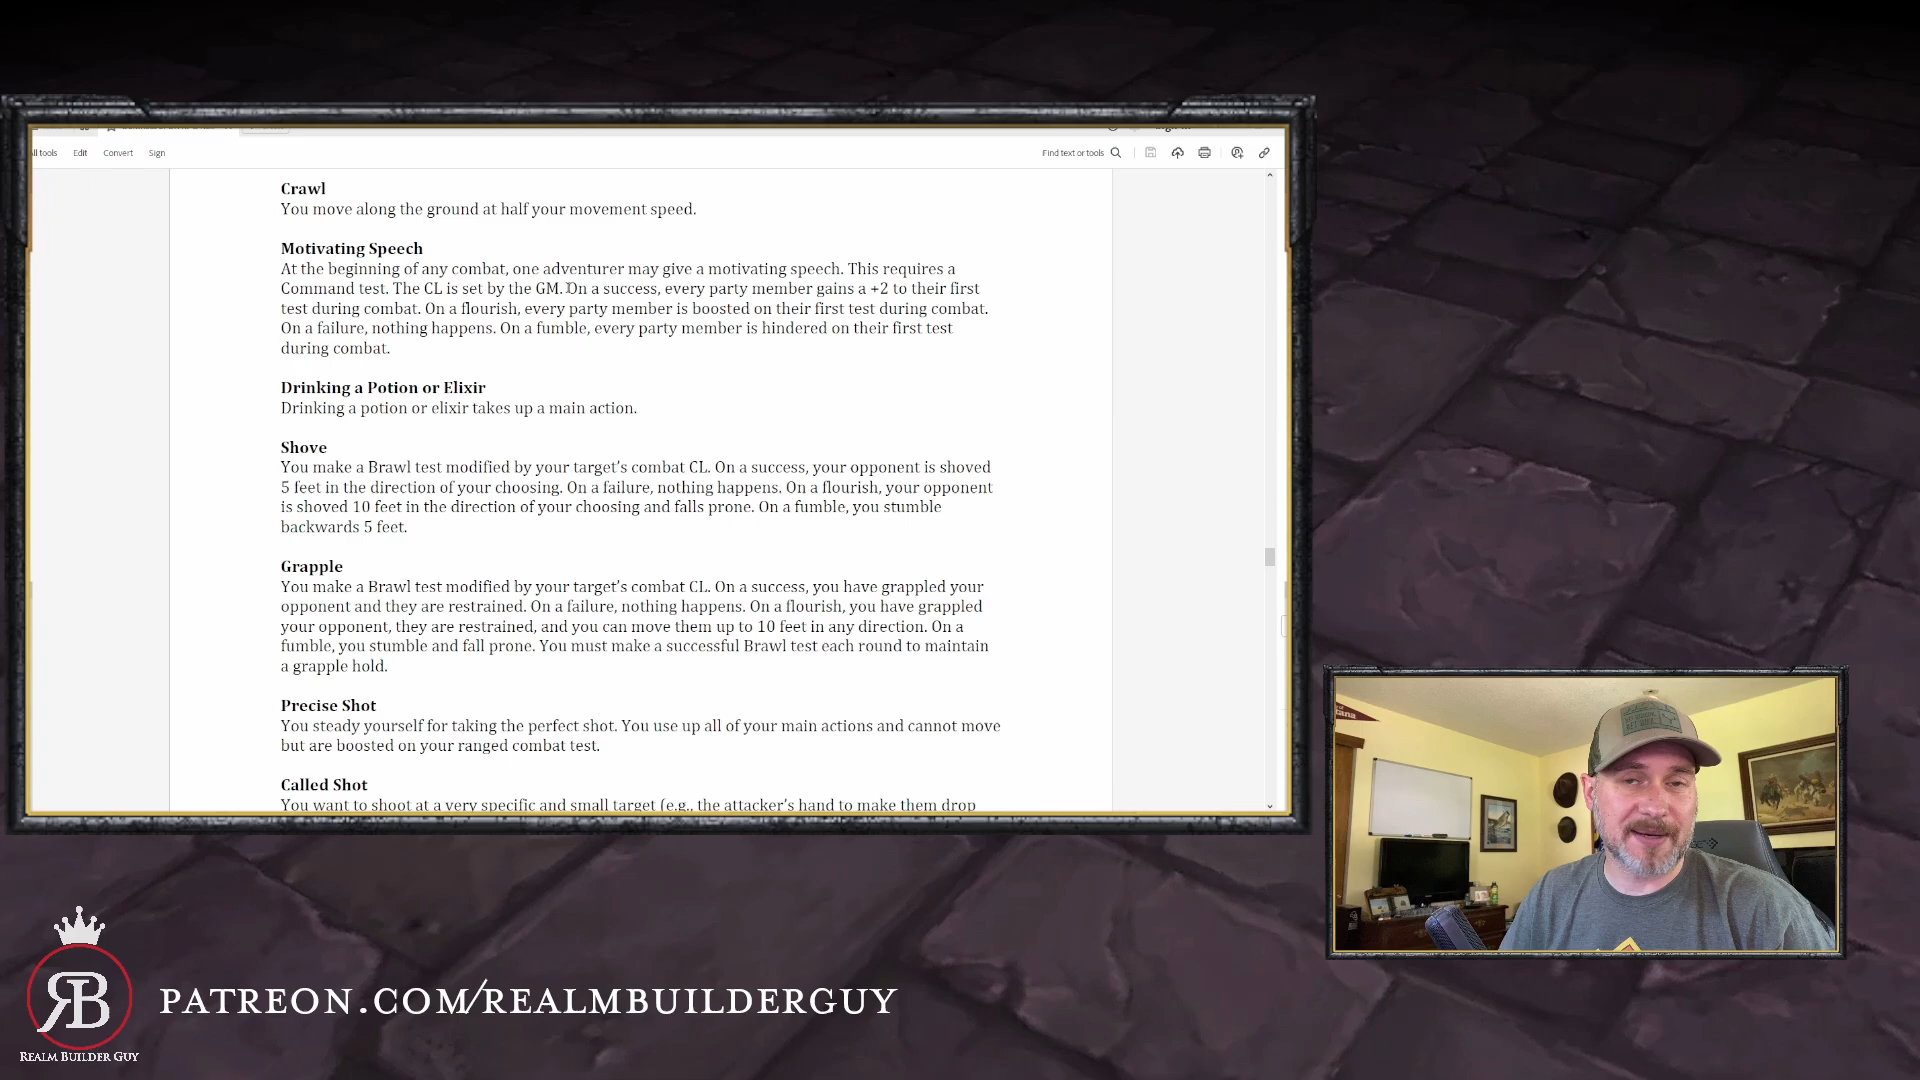 ll tools Edit Convert Sign Find text or tools
Crawl
You move along the ground at half your movement speed.
Motivating Speech
At the beginning of any combat, one adventurer may give a motivating speech. This requires a
Command test. The CL is set by the GM. On a success, every party member gains a +2 to their first
test during combat. On a flourish, every party member is boosted on their first test during combat.
On a failure, nothing happens. On a fumble, every party member is hindered on their first test
during combat.
Drinking a Potion or Elixir
Drinking a potion or elixir takes up a main action.
Shove
You make a Brawl test modified by your target's combat CL. On a success, your opponent is shoved
5 feet in the direction of your choosing. On a failure, nothing happens. On a flourish, your opponent
is shoved 10 feet in the direction of your choosing and falls prone. On a fumble, you stumble
backwards 5 feet.
Grapple
You make a Brawl test modified by your target's combat CL. On a success, you have grappled your
opponent and they are restrained. On a failure, nothing happens. On a flourish, you have grappled
your opponent, they are restrained, and you can move them up to 10 feet in any direction. On a
fumble, you stumble and fall prone. You must make a successful Brawl test each round to maintain
a grapple hold.
Precise Shot
You steady yourself for taking the perfect shot. You use up all of your main actions and cannot move
but are boosted on your ranged combat test.
Called Shot
You want to shoot at a very specific and small target (e.g., the attacker's hand to make them drop
RB
REALM BUILDER GUY
PATREON.COM/REALMBUILDERGUY